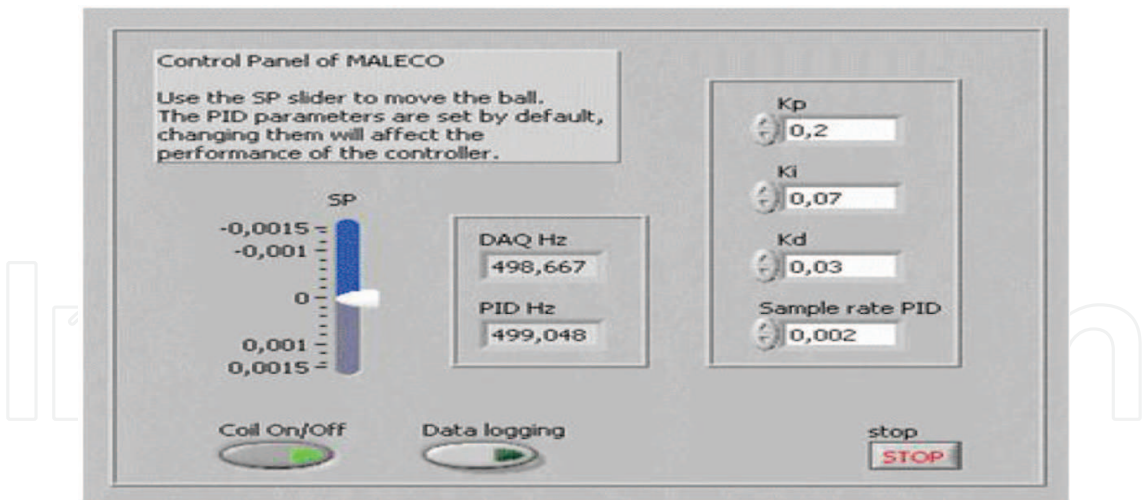 Control Panel of MALECO
Use the SP slider to move the ball.
The PID parameters are set by default,
changing them will affect the
performance of the controller.
SP
-0,0015
-0,001
0
0,001
0,0015
DAQ Hz
498,667
PID Hz
499,048
Kp
0,2
Ki
0,07
Kd
0,03
Sample rate PID
0,002
Coil On/Off
Data logging
stop
STOP